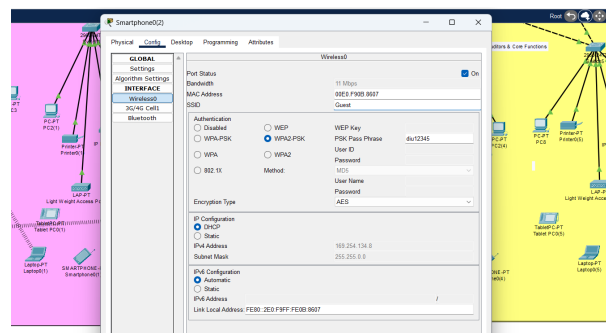 Root
Smartphone0(2)
Physical Config Desktop Programming Attributes
GLOBAL
Settings
Algorithm Settings
INTERFACE
Wireless0
3G/4G Cell1
Bluetooth
Wireless0
Port Status On
Bandwidth 11 Mbps
MAC Address 00E0.F90B.8607
SSID Guest
Authentication
Disabled WEP WEP Key
WPA-PSK WPA2-PSK PSK Pass Phrase diu12345
User ID
WPA WPA2 Password
802.1X Method: MD5
User Name
Password
Encryption Type AES
IP Configuration
DHCP
Static
IPv4 Address 169.254.134.8
Subnet Mask 255.255.0.0
IPv6 Configuration
Automatic
Static
IPv6 Address /
Link Local Address: FE80::2E0:F9FF:FE0B:8607
PC-PT
PC2(1)
Printer-PT
Printer0(1)
LAP-PT
Light Weight Access Po
TabletPC-PT
Tablet PC0(1)
Laptop-PT
Laptop0(1)
SMARTPHONE-
Smartphone0(1
ditors & Core Functions
PC-PT
PC8
Printer-PT
Printer0(5)
LAP-PT
Light Weight Acces
TabletPC-PT
Tablet PC0(5)
Laptop-PT
Laptop0(5)